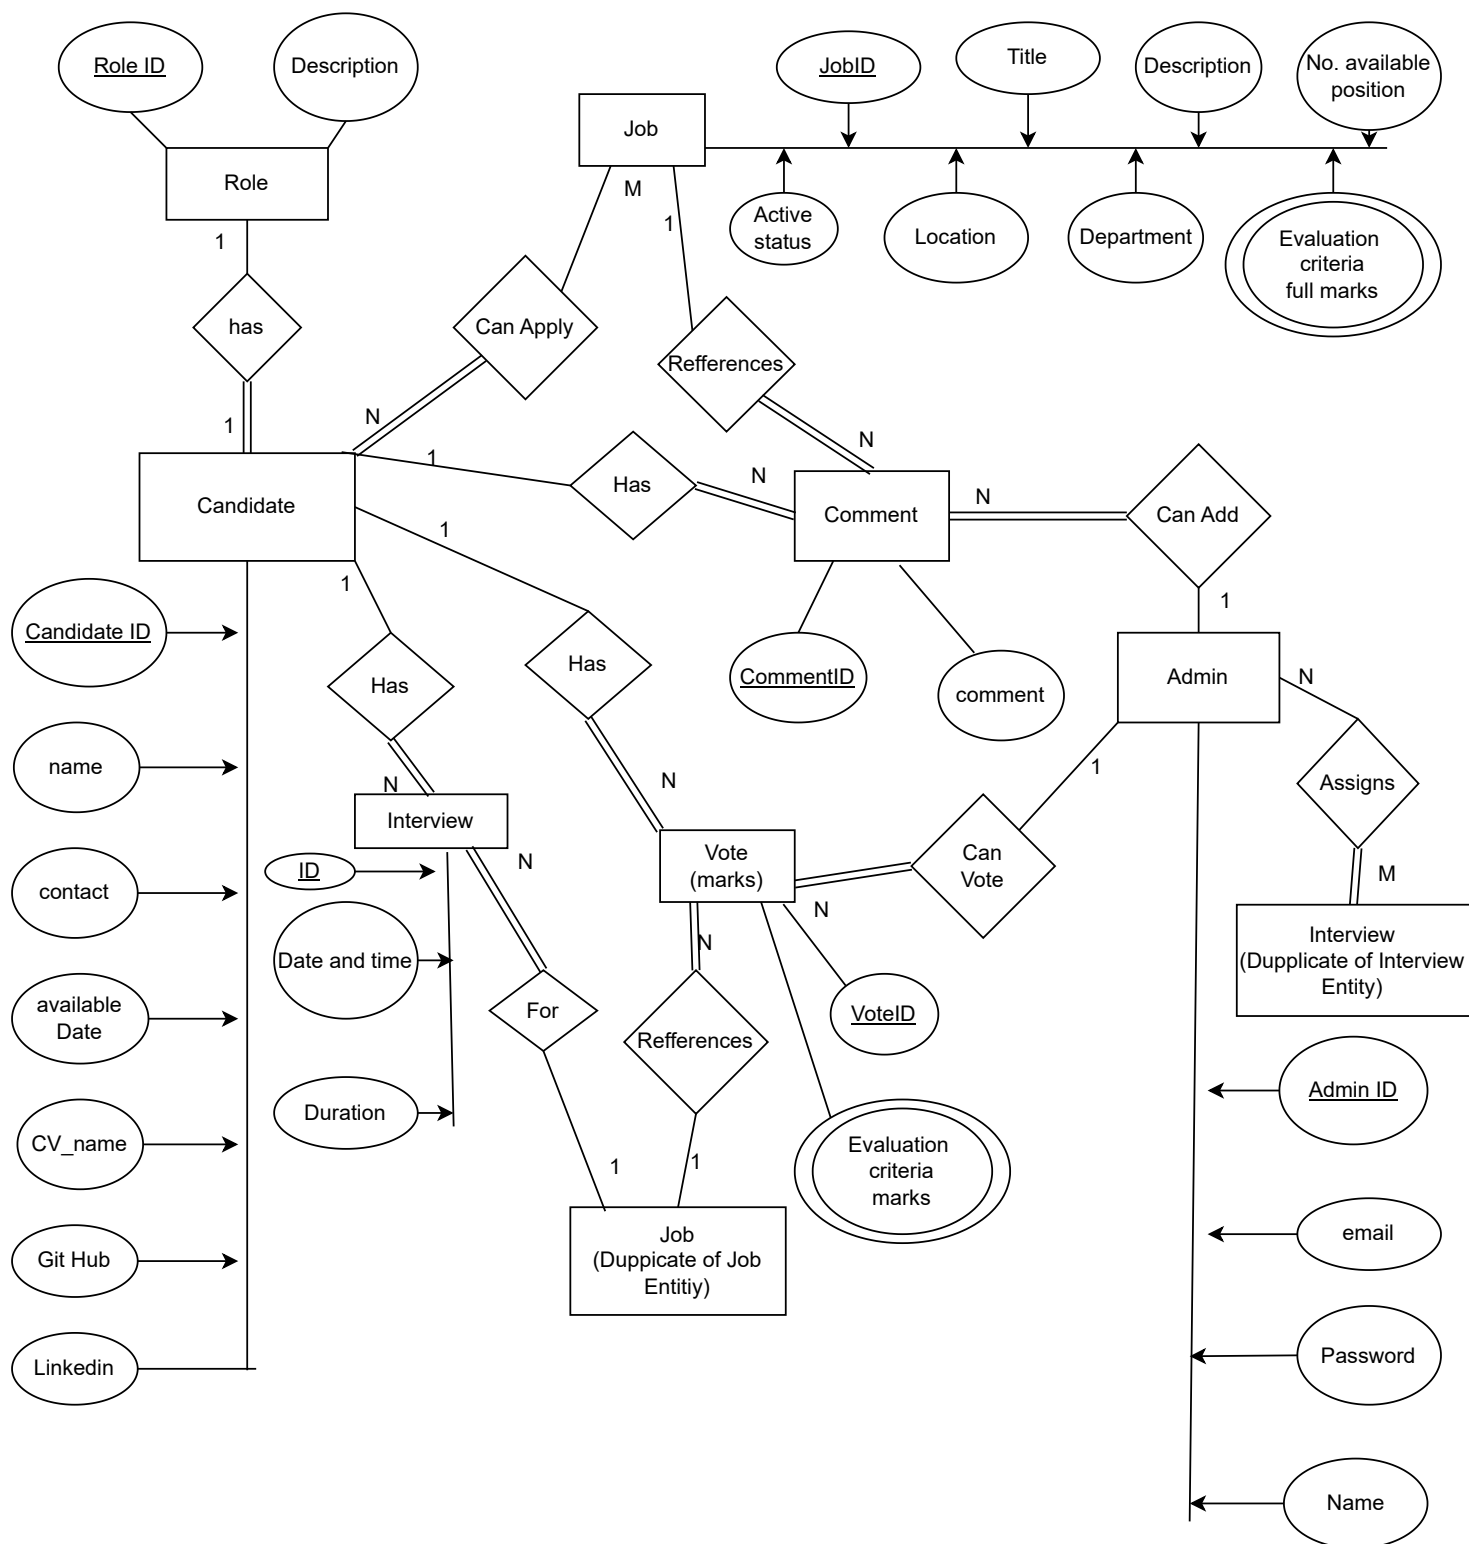 Role ID
Description
JobID
Title
Description
No. available
position
Job
Role
M
1
1
Active
status
Location
Department
Evaluation
criteria
full marks
has
Can Apply
Refferences
1
N
N
1
Has
N
Candidate
1
Comment
N
Can Add
1
1
Candidate ID
Has
Has
CommentID
comment
Admin
N
name
N
N
1
Assigns
Interview
Vote
(marks)
Can
Vote
ID
N
N
M
contact
Date and time
N
Interview
(Dupplicate of Interview
Entity)
available
Date
For
Refferences
VoteID
Duration
Admin ID
CV_name
1
1
Evaluation
criteria
marks
Git Hub
Job
(Duppicate of Job
Entitiy)
email
Linkedin
Password
Name